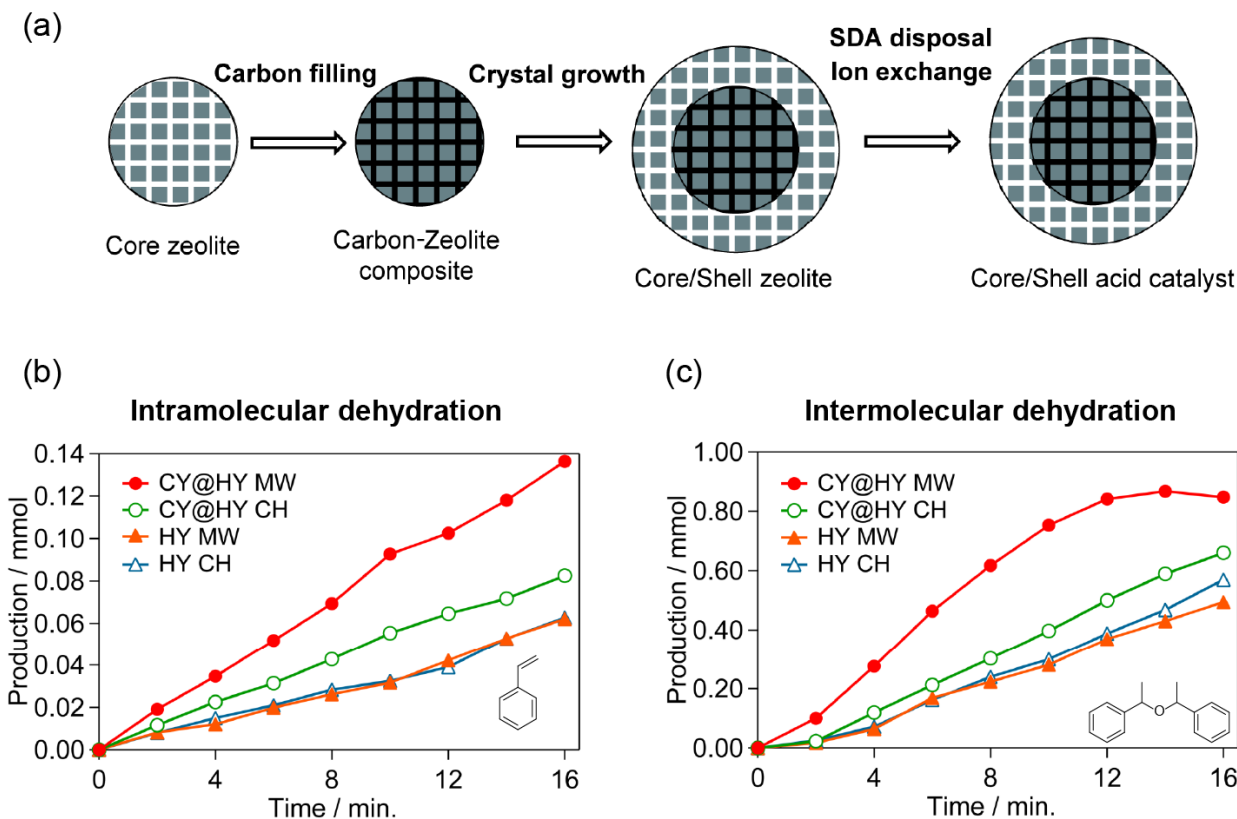 (a)
Carbon filling
Crystal growth
SDA disposal
Ion exchange
Core zeolite
Carbon-Zeolite
composite
Core/Shell zeolite
Core/Shell acid catalyst
(b)
Intramolecular dehydration
Production / mmol
0.14
0.12
0.10
0.08
0.06
0.04
0.02
0.00
CY@HY MW
CY@HY CH
HY MW
HY CH
0
4
8
12
16
Time / min.
(c)
Intermolecular dehydration
Production / mmol
1.00
0.80
0.60
0.40
0.20
0.00
CY@HY MW
CY@HY CH
HY MW
HY CH
O
0
4
8
12
16
Time / min.